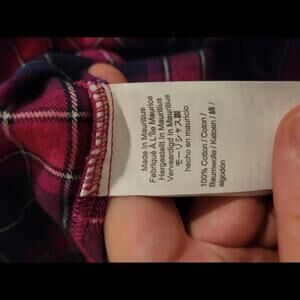 Made In Mauritius
Fabriqué À L'Île Maurice
Hergestellt In Mauritius
Vervaardigd In Mauritius
モーリシャス製
hecho en mauricio
100% Cotton / Coton /
Baumwolle / Katoen / 綿 /
algodón